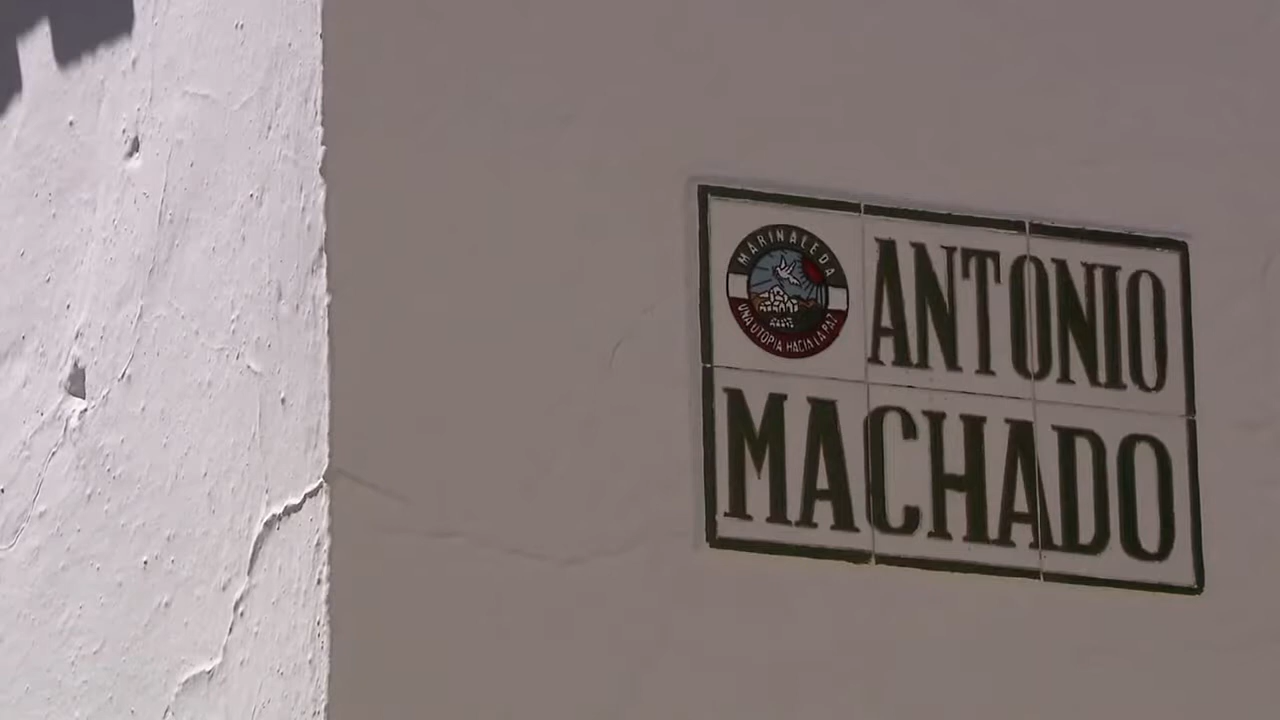 MARINALEDA
UNA UTOPIA HACIA LA PAZ
ANTONIO
MACHADO